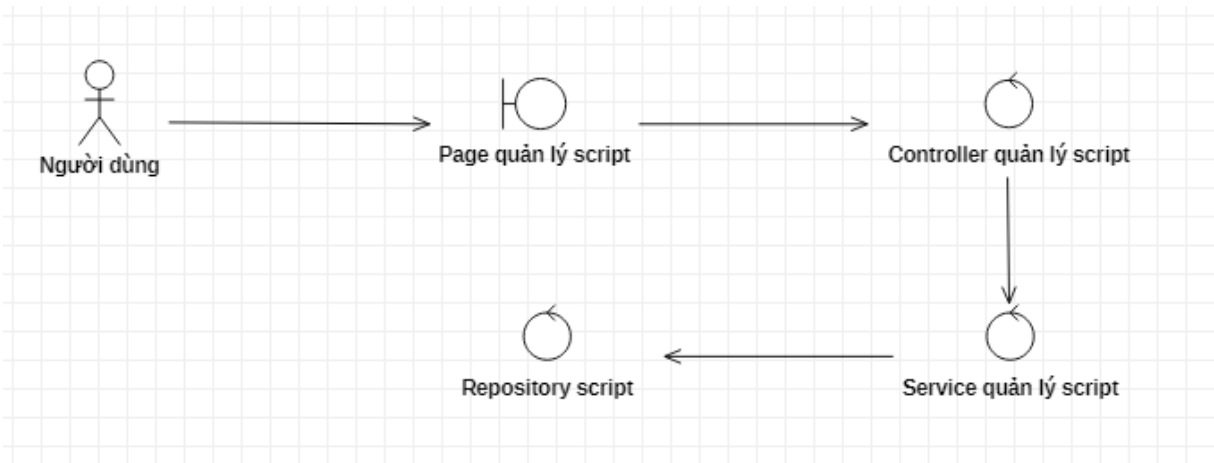 Người dùng
Page quản lý script
Controller quản lý script
Repository script
Service quản lý script